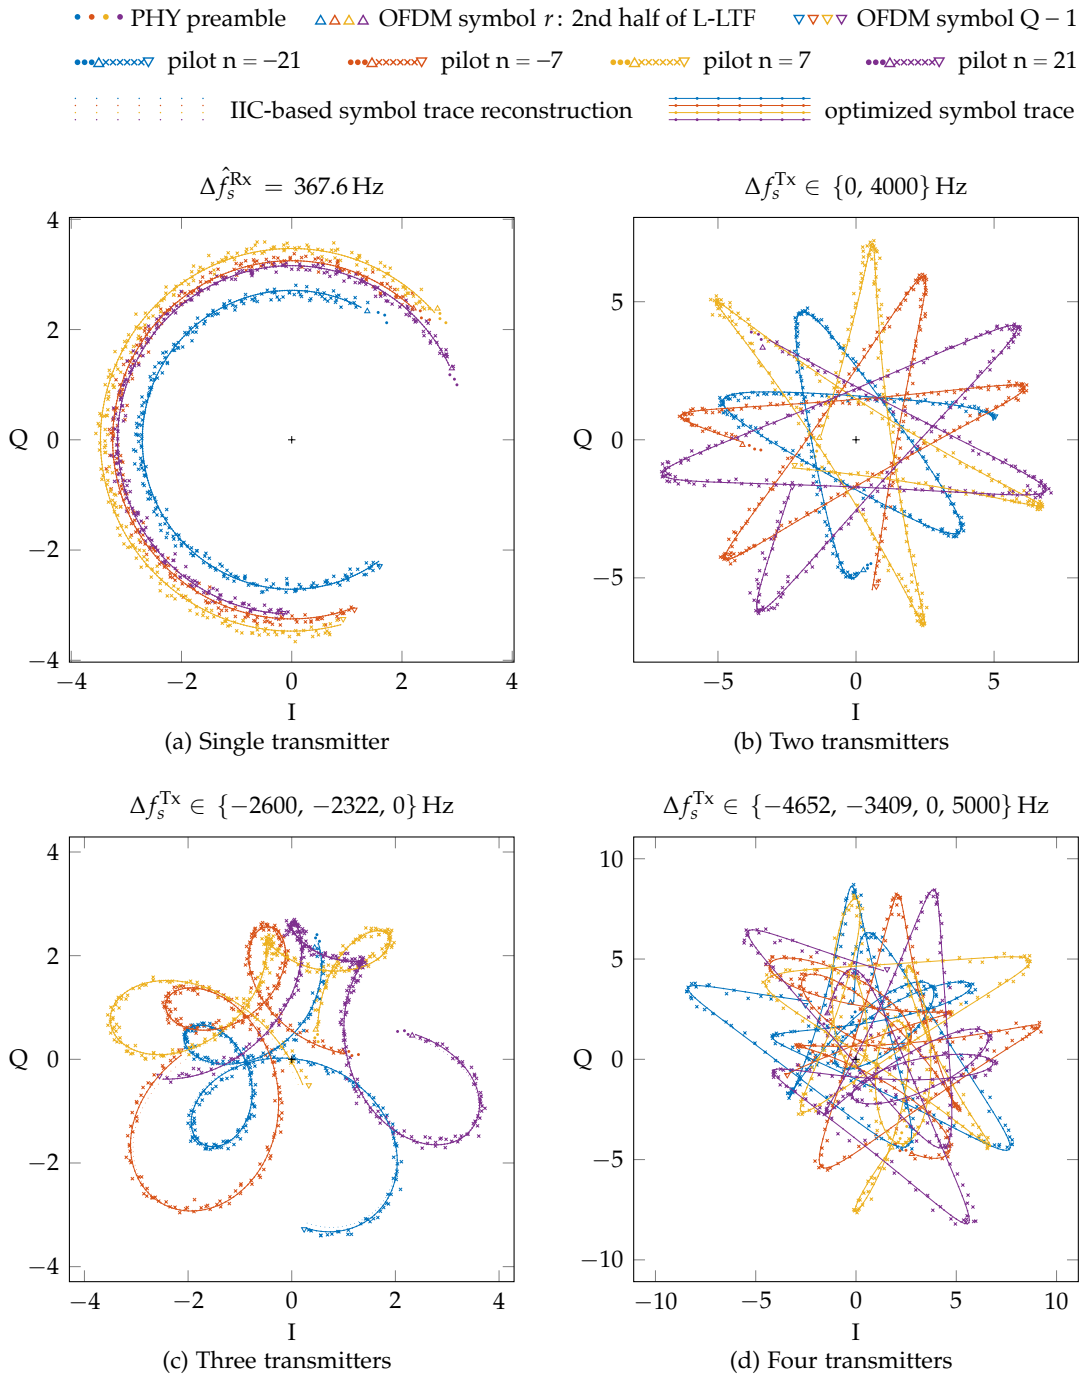 PHY preamble OFDM symbol r: 2nd half of L-LTF OFDM symbol Q − 1
pilot n = −21 pilot n = −7 pilot n = 7 pilot n = 21
IIC-based symbol trace reconstruction optimized symbol trace
Δf̂_s^Rx = 367.6 Hz
4
2
0
−2
−4
Q
−4 −2 0 2 4
I
(a) Single transmitter
Δf_s^Tx ∈ {0, 4000} Hz
5
0
−5
Q
−5 0 5
I
(b) Two transmitters
Δf_s^Tx ∈ {−2600, −2322, 0} Hz
4
2
0
−2
−4
Q
−4 −2 0 2 4
I
(c) Three transmitters
Δf_s^Tx ∈ {−4652, −3409, 0, 5000} Hz
10
5
0
−5
−10
Q
−10 −5 0 5 10
I
(d) Four transmitters